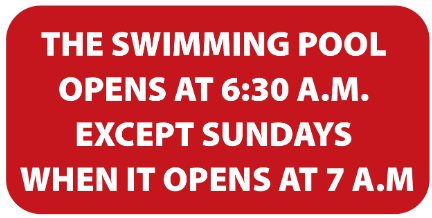 THE SWIMMING POOL
OPENS AT 6:30 A.M.
EXCEPT SUNDAYS
WHEN IT OPENS AT 7 A.M